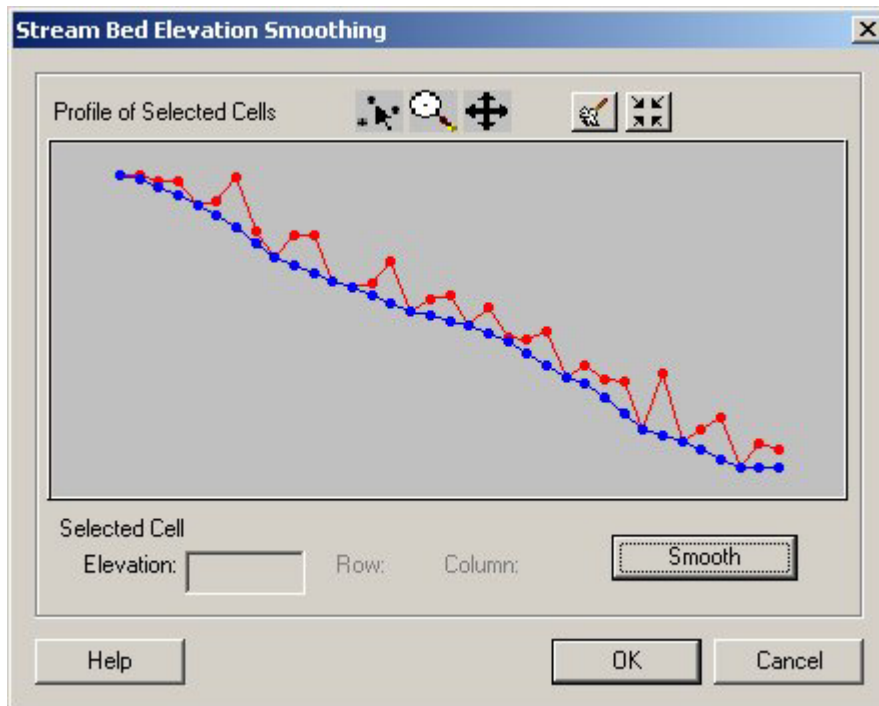 Stream Bed Elevation Smoothing
Profile of Selected Cells
Selected Cell
Elevation: Row: Column:
Smooth
Help OK Cancel